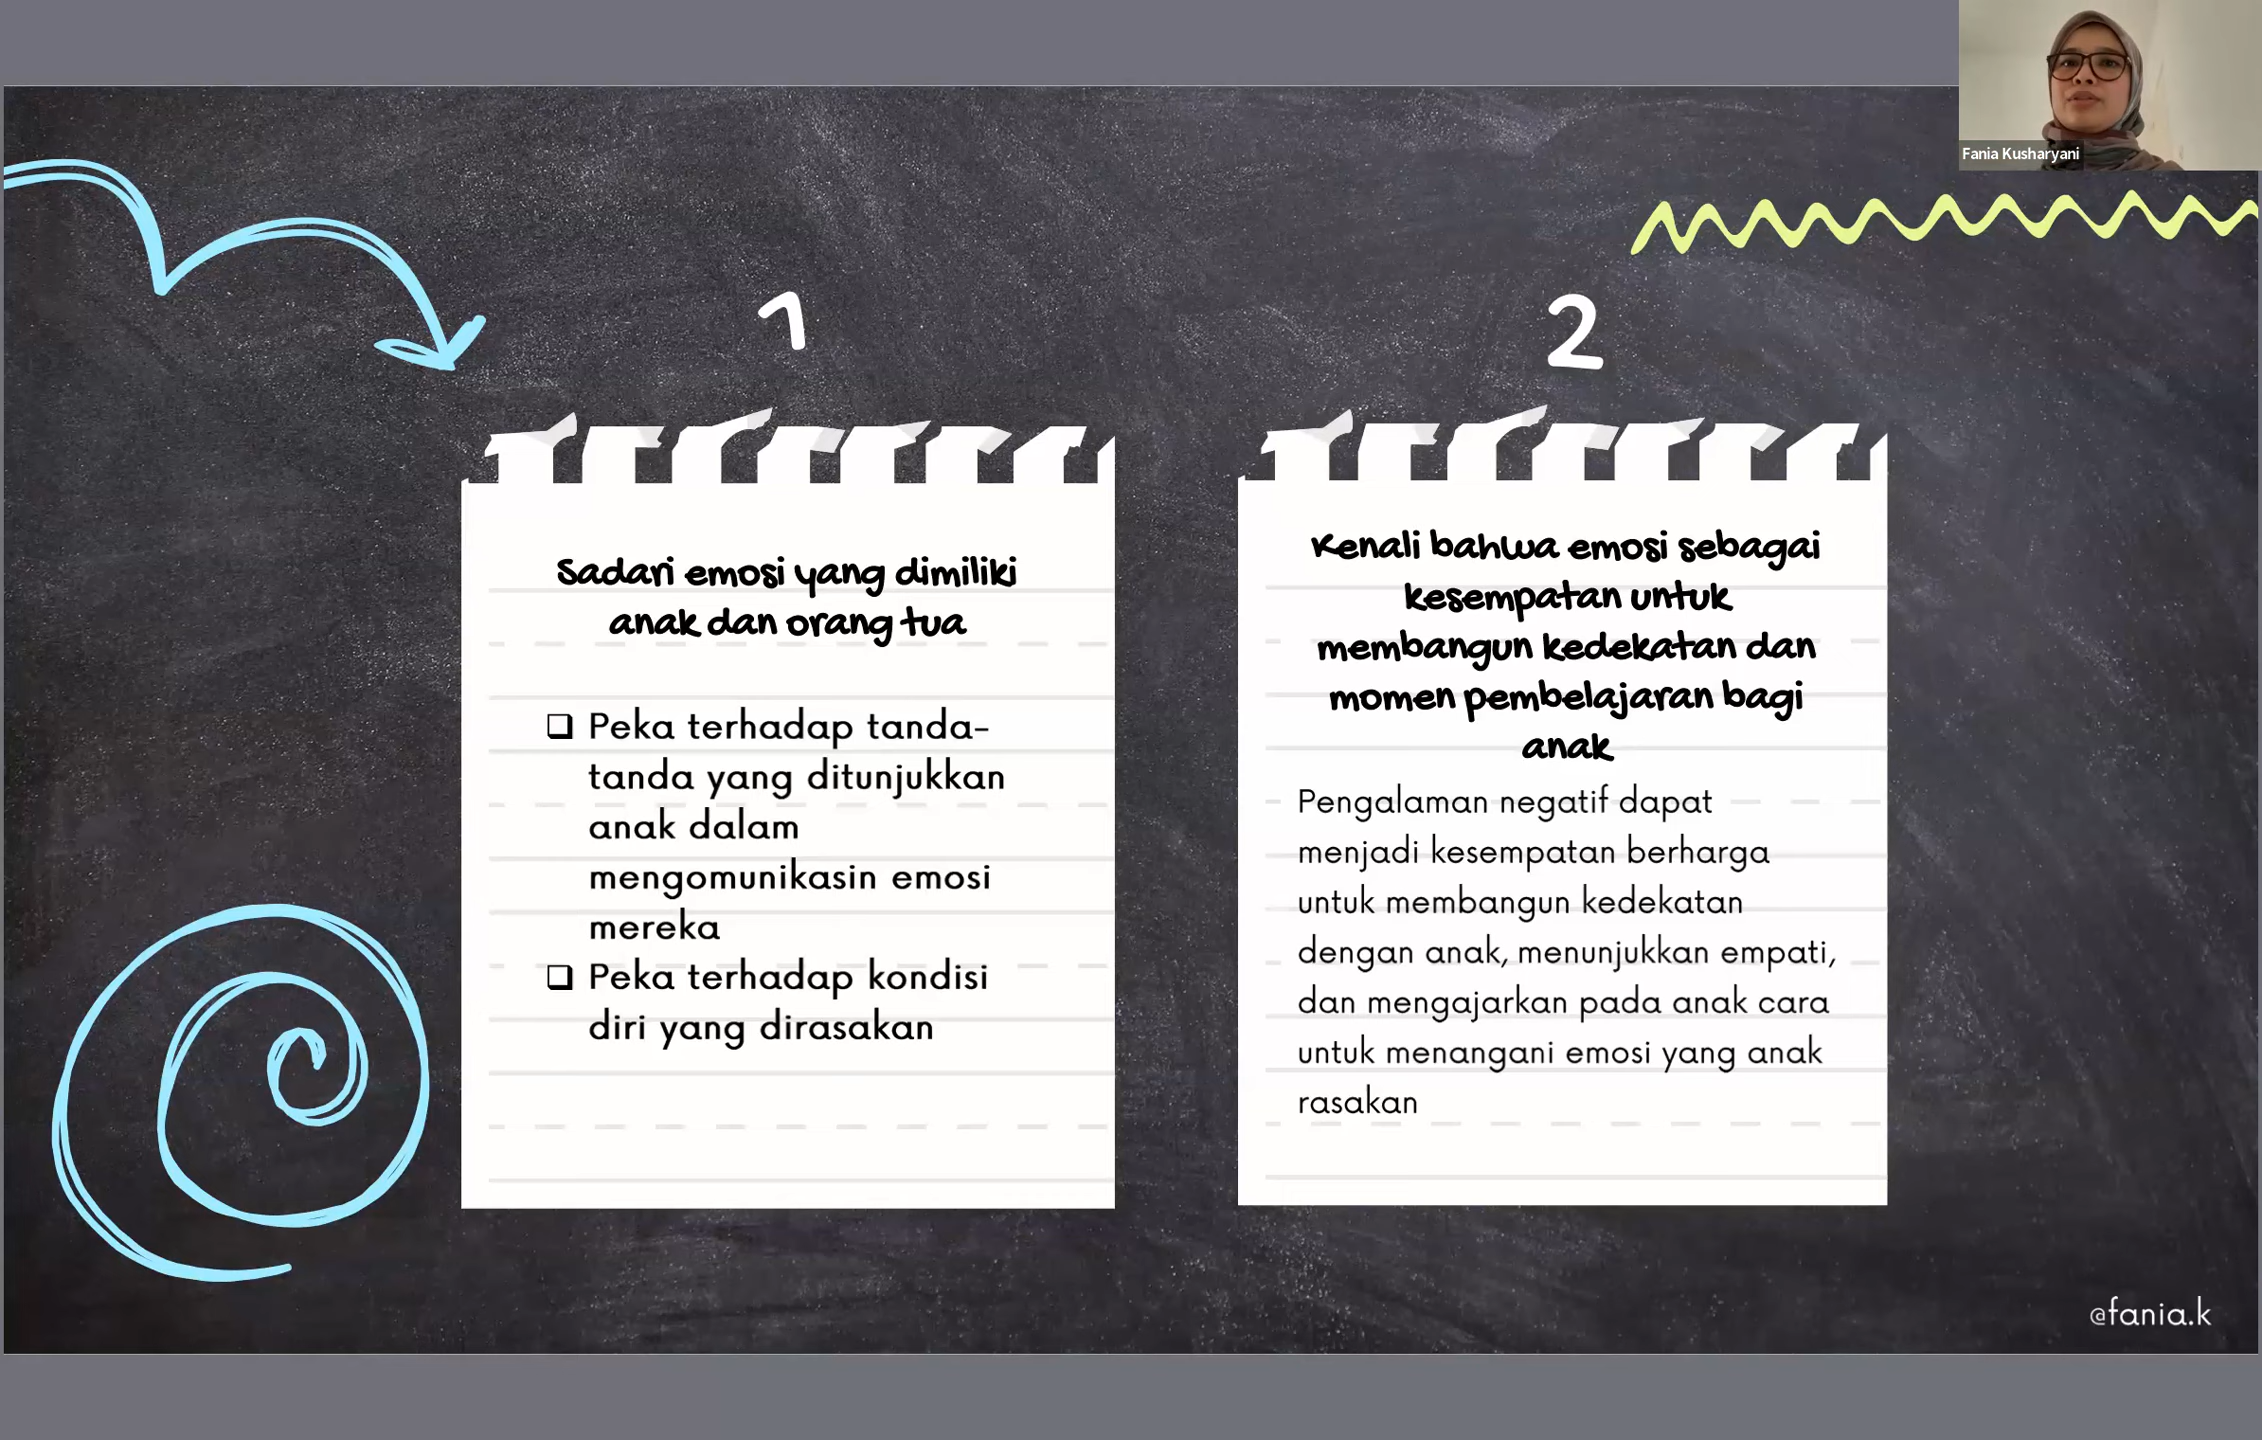 Fania Kusharyani
1
Sadari emosi yang dimiliki
anak dan orang tua
❑ Peka terhadap tanda-
tanda yang ditunjukkan
anak dalam
mengomunikasin emosi
mereka
❑ Peka terhadap kondisi
diri yang dirasakan
2
Kenali bahwa emosi sebagai
kesempatan untuk
membangun kedekatan dan
momen pembelajaran bagi
anak
Pengalaman negatif dapat
menjadi kesempatan berharga
untuk membangun kedekatan
dengan anak, menunjukkan empati,
dan mengajarkan pada anak cara
untuk menangani emosi yang anak
rasakan
@fania.k